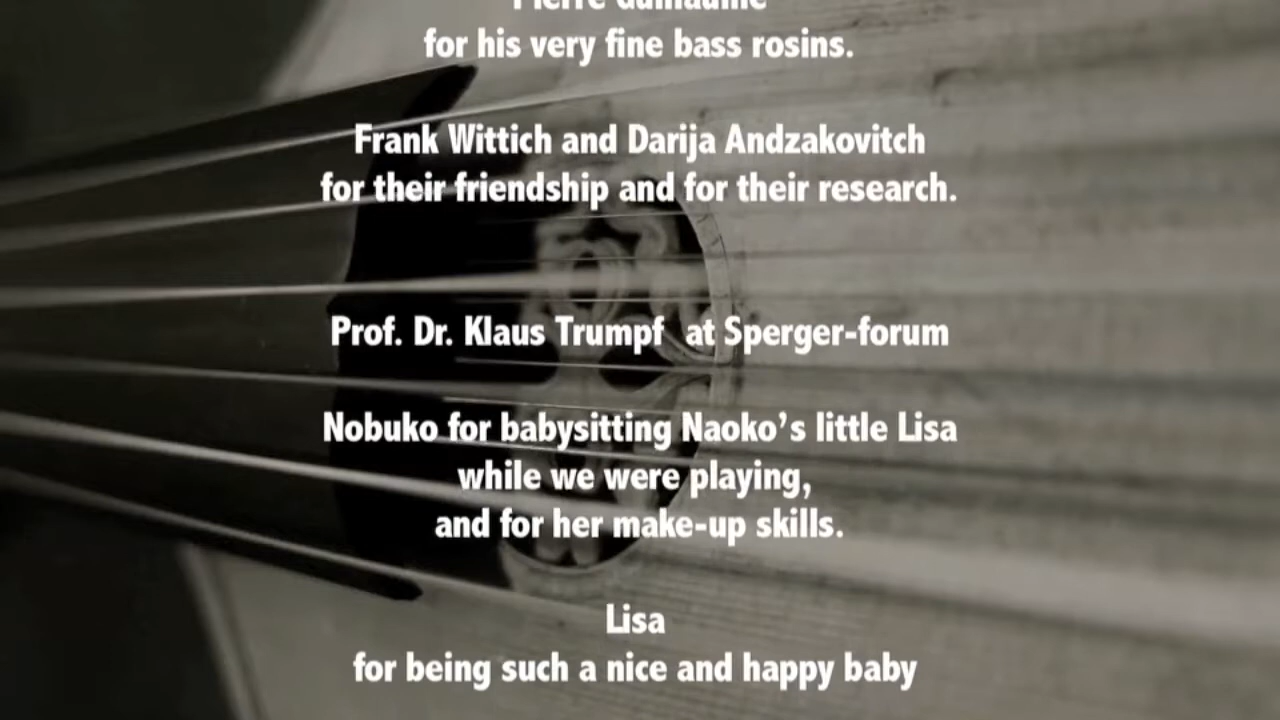 Pierre Guillaume
for his very fine bass rosins.
Frank Wittich and Darija Andzakovitch
for their friendship and for their research.
Prof. Dr. Klaus Trumpf at Sperger-forum
Nobuko for babysitting Naoko's little Lisa
while we were playing,
and for her make-up skills.
Lisa
for being such a nice and happy baby